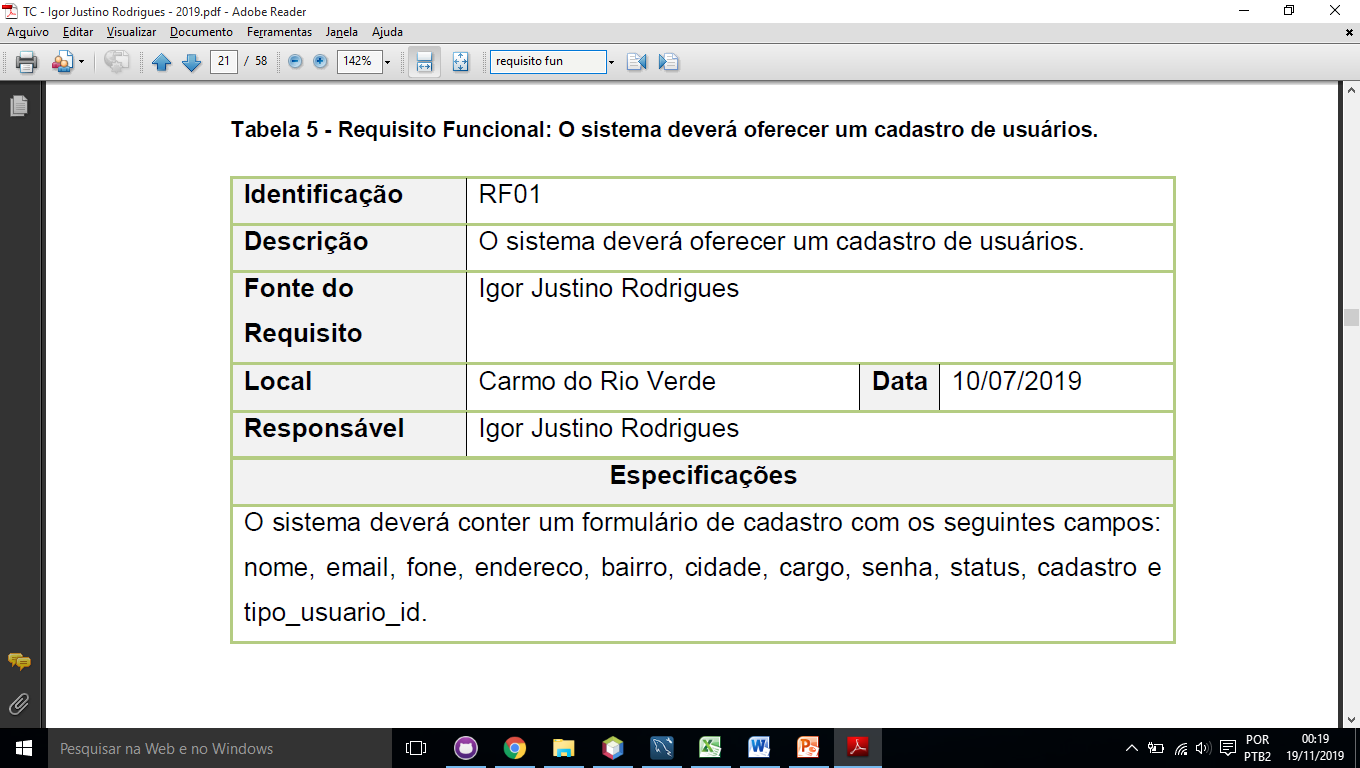 TC - Igor Justino Rodrigues - 2019.pdf - Adobe Reader
Arquivo Editar Visualizar Documento Ferramentas Janela Ajuda
21 / 58 142% requisito fun
Tabela 5 - Requisito Funcional: O sistema deverá oferecer um cadastro de usuários.
Identificação RF01
Descrição O sistema deverá oferecer um cadastro de usuários.
Fonte do Igor Justino Rodrigues
Requisito
Local Carmo do Rio Verde Data 10/07/2019
Responsável Igor Justino Rodrigues
Especificações
O sistema deverá conter um formulário de cadastro com os seguintes campos:
nome, email, fone, endereco, bairro, cidade, cargo, senha, status, cadastro e
tipo_usuario_id.
Pesquisar na Web e no Windows
POR 00:19
PTB2 19/11/2019